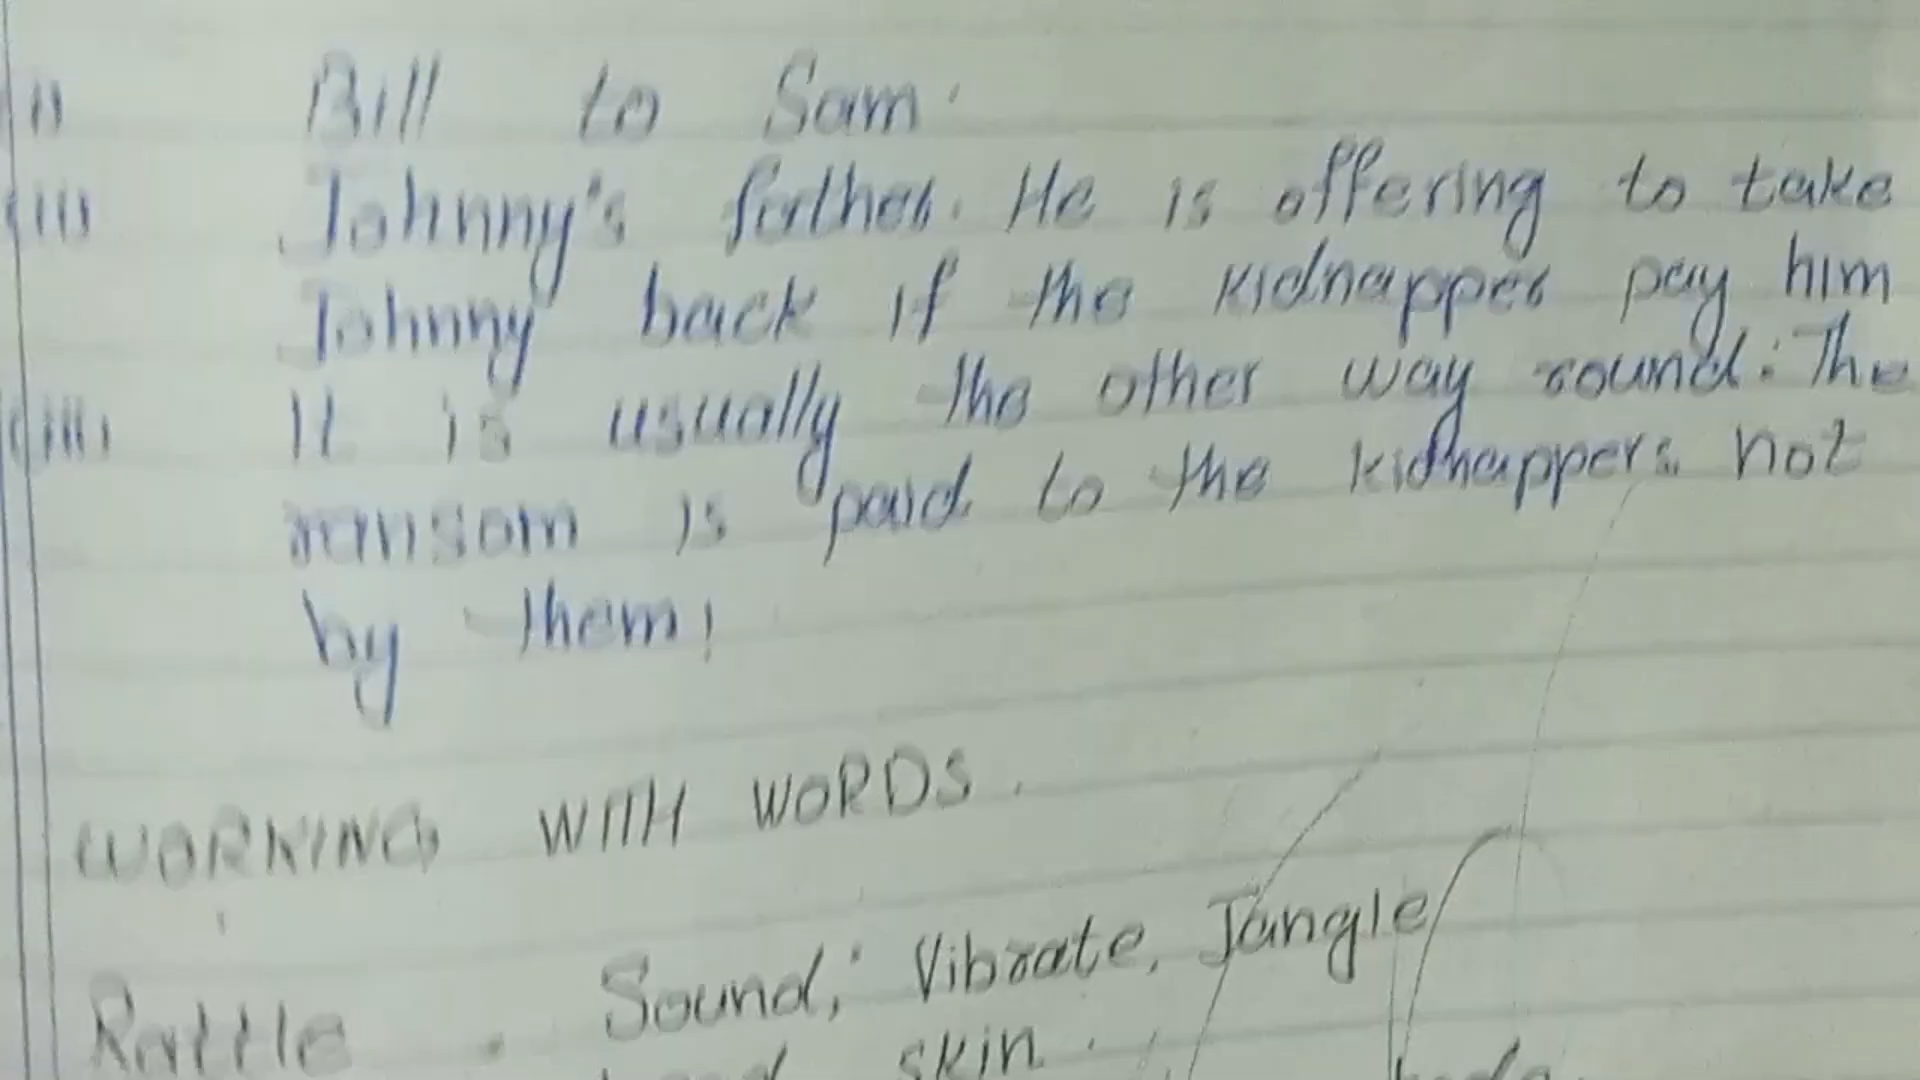 i) Bill to Sam.
(ii) Johnny's father. He is offering to take
Johnny back if the kidnapper pay him
(iii) It is usually the other way round. The
ransom is paid to the kidnappers not
by them!
WORKING WITH WORDS.
Rattle - Sound, Vibrate, Jangle
skin.